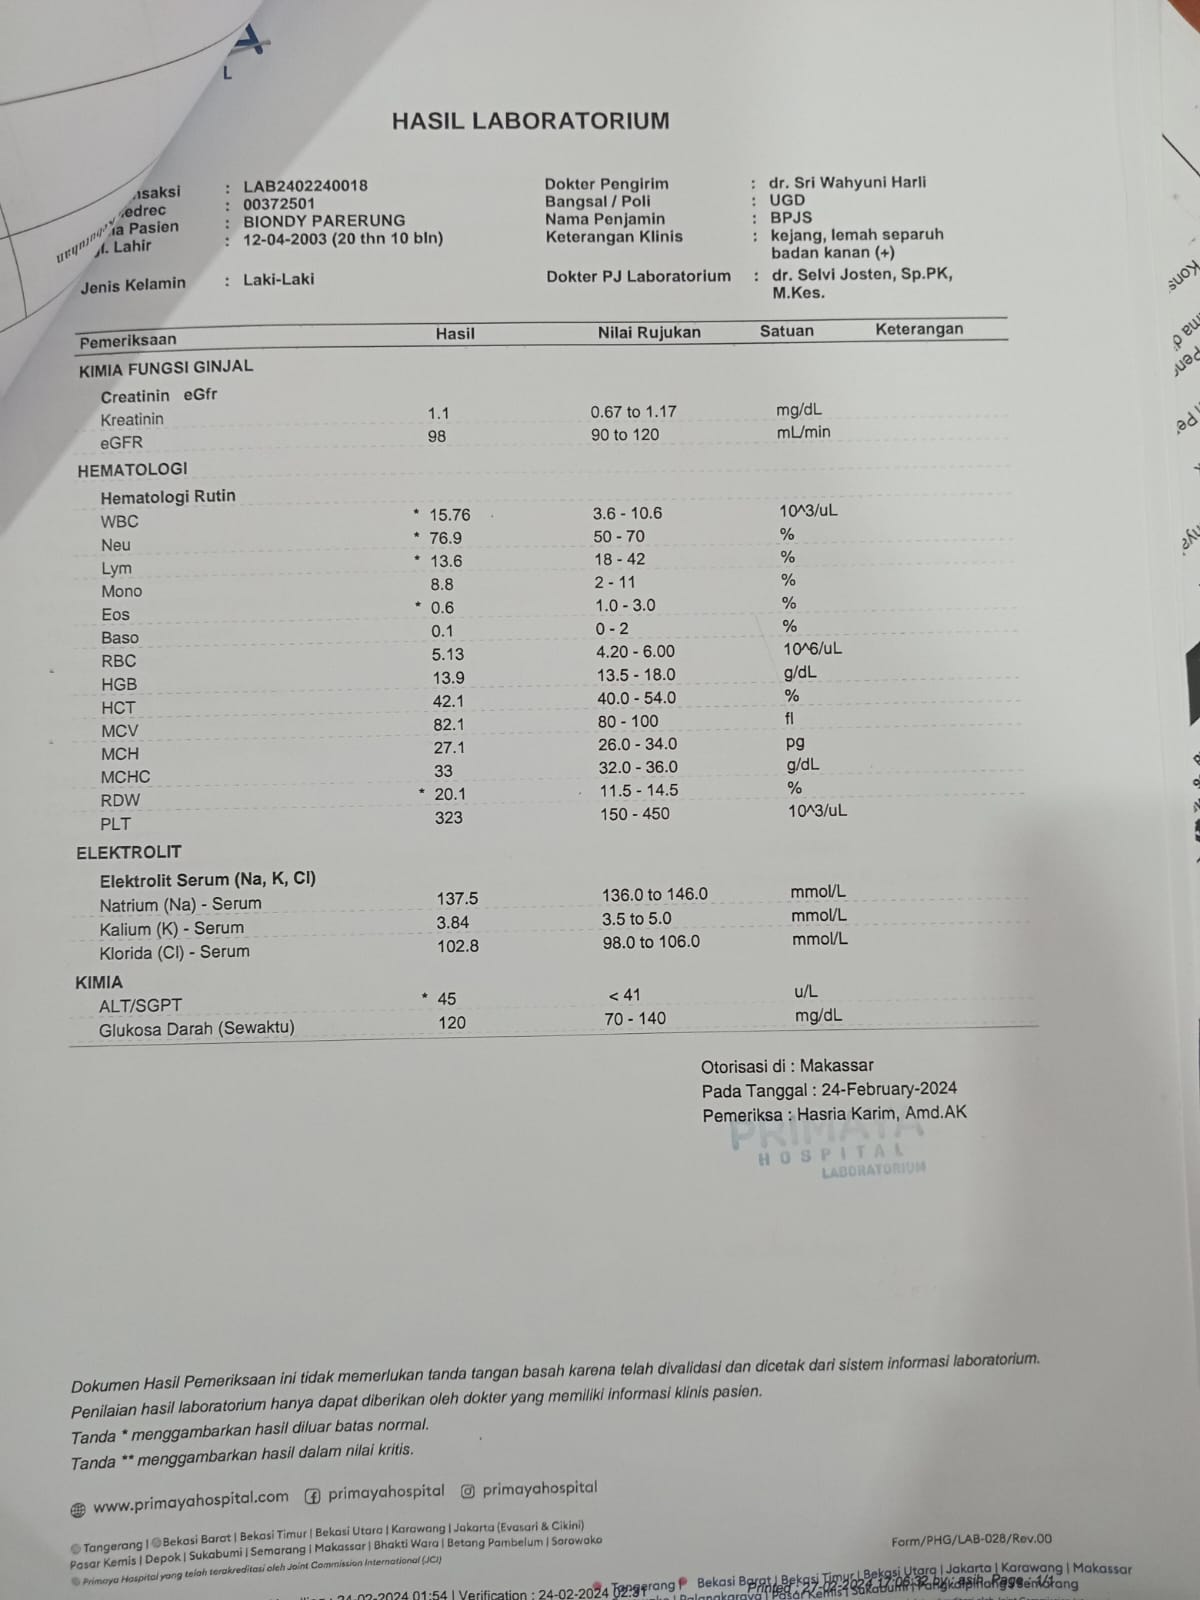 L
HASIL LABORATORIUM
nsaksi : LAB2402240018
edrec : 00372501
a Pasien : BIONDY PARERUNG
. Lahir : 12-04-2003 (20 thn 10 bln)
Jenis Kelamin : Laki-Laki
Dokter Pengirim : dr. Sri Wahyuni Harli
Bangsal / Poli : UGD
Nama Penjamin : BPJS
Keterangan Klinis : kejang, lemah separuh
badan kanan (+)
Dokter PJ Laboratorium : dr. Selvi Josten, Sp.PK,
M.Kes.
Pemeriksaan Hasil Nilai Rujukan Satuan Keterangan
KIMIA FUNGSI GINJAL
Creatinin eGfr
Kreatinin 1.1 0.67 to 1.17 mg/dL
eGFR 98 90 to 120 mL/min
HEMATOLOGI
Hematologi Rutin
WBC * 15.76 3.6 - 10.6 10^3/uL
Neu * 76.9 50 - 70 %
Lym * 13.6 18 - 42 %
Mono 8.8 2 - 11 %
Eos * 0.6 1.0 - 3.0 %
Baso 0.1 0 - 2 %
RBC 5.13 4.20 - 6.00 10^6/uL
HGB 13.9 13.5 - 18.0 g/dL
HCT 42.1 40.0 - 54.0 %
MCV 82.1 80 - 100 fl
MCH 27.1 26.0 - 34.0 pg
MCHC 33 32.0 - 36.0 g/dL
RDW * 20.1 11.5 - 14.5 %
PLT 323 150 - 450 10^3/uL
ELEKTROLIT
Elektrolit Serum (Na, K, Cl)
Natrium (Na) - Serum 137.5 136.0 to 146.0 mmol/L
Kalium (K) - Serum 3.84 3.5 to 5.0 mmol/L
Klorida (Cl) - Serum 102.8 98.0 to 106.0 mmol/L
KIMIA
ALT/SGPT * 45 < 41 u/L
Glukosa Darah (Sewaktu) 120 70 - 140 mg/dL
Otorisasi di : Makassar
Pada Tanggal : 24-February-2024
Pemeriksa : Hasria Karim, Amd.AK
PRIMAYA
HOSPITAL
LABORATORIUM
Dokumen Hasil Pemeriksaan ini tidak memerlukan tanda tangan basah karena telah divalidasi dan dicetak dari sistem informasi laboratorium.
Penilaian hasil laboratorium hanya dapat diberikan oleh dokter yang memiliki informasi klinis pasien.
Tanda * menggambarkan hasil diluar batas normal.
Tanda ** menggambarkan hasil dalam nilai kritis.
www.primayahospital.com primayahospital primayahospital
Tangerang | Bekasi Barat | Bekasi Timur | Bekasi Utara | Karawang | Jakarta (Evasari & Cikini)
Pasar Kemis | Depok | Sukabumi | Semarang | Makassar | Bhakti Wara | Betang Pambelum | Sorowako
Primaya Hospital yang telah terakreditasi oleh Joint Commission International (JCI)
Form/PHG/LAB-028/Rev.00
Tangerang Bekasi Barat | Bekasi Timur | Bekasi Utara | Jakarta | Karawang | Makassar
-02-2024 01:54 | Verification : 24-02-2024 02:31
Printed : 27-02-2024 17:06:32 by : asih Page : 1/1
| Pasar Kemis | Sukabumi | Pangkalpinang | Semarang